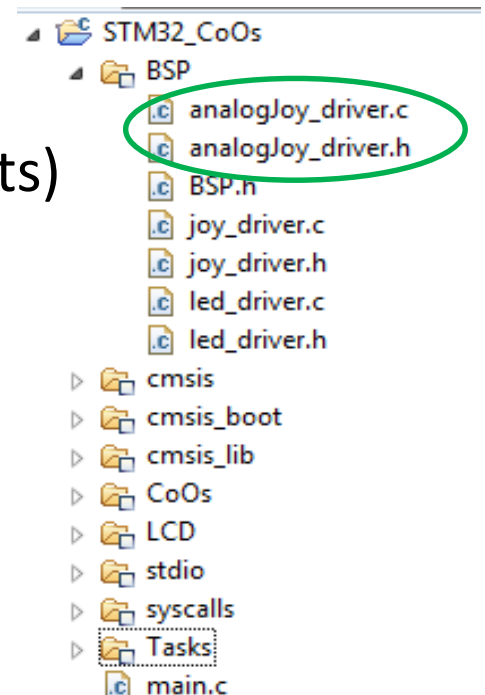 STM32_CoOs
BSP
analogJoy_driver.c
analogJoy_driver.h
ts)
BSP.h
joy_driver.c
joy_driver.h
led_driver.c
led_driver.h
cmsis
cmsis_boot
cmsis_lib
CoOs
LCD
stdio
syscalls
Tasks
main.c